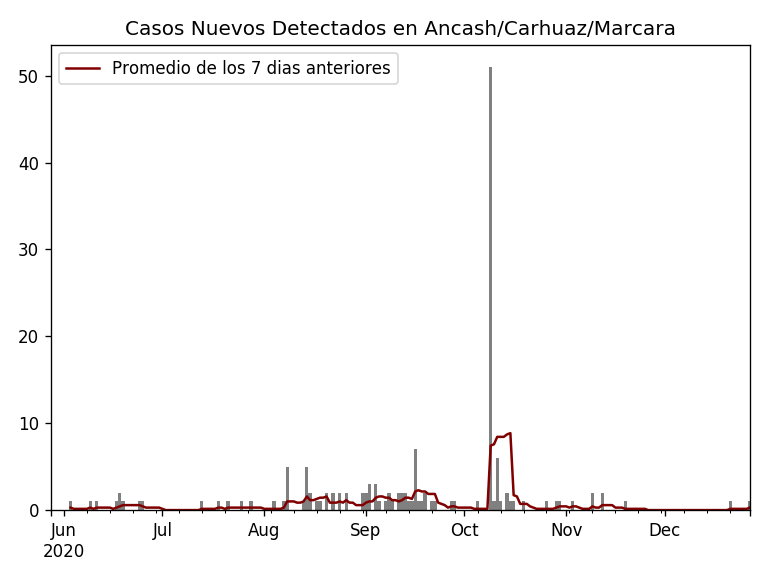 Casos Nuevos Detectados en Ancash/Carhuaz/Marcara
Promedio de los 7 dias anteriores
50
40
30
20
10
0
Jun Jul Aug Sep Oct Nov Dec
2020